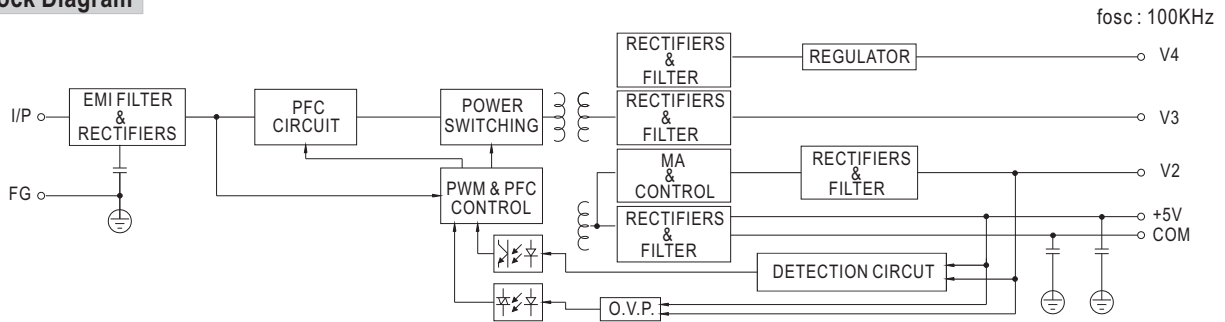 ock Diagram
fosc : 100KHz
I/P
EMI FILTER
&
RECTIFIERS
PFC
CIRCUIT
POWER
SWITCHING
RECTIFIERS
&
FILTER
REGULATOR
V4
RECTIFIERS
&
FILTER
V3
FG
PWM & PFC
CONTROL
MA
&
CONTROL
RECTIFIERS
&
FILTER
V2
RECTIFIERS
&
FILTER
+5V
COM
DETECTION CIRCUT
O.V.P.